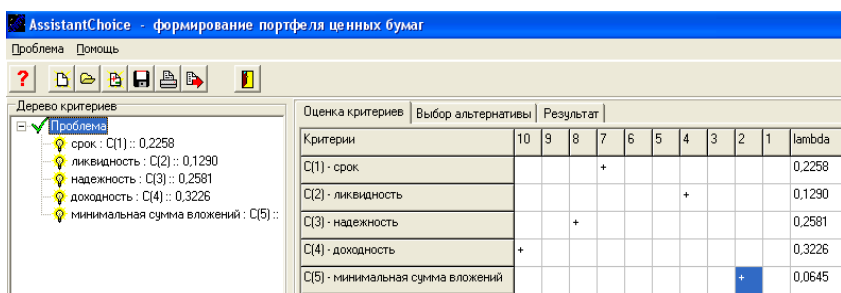 AssistantChoice - формирование портфеля ценных бумаг
Проблема Помощь
?
Дерево критериев
Проблема
срок : C(1) :: 0,2258
ликвидность : C(2) :: 0,1290
надежность : C(3) :: 0,2581
доходность : C(4) :: 0,3226
минимальная сумма вложений : C(5) ::
Оценка критериев Выбор альтернативы Результат
Критерии 10 9 8 7 6 5 4 3 2 1 lambda
C(1) - срок + 0,2258
C(2) - ликвидность + 0,1290
C(3) - надежность + 0,2581
C(4) - доходность + 0,3226
C(5) - минимальная сумма вложений + 0,0645